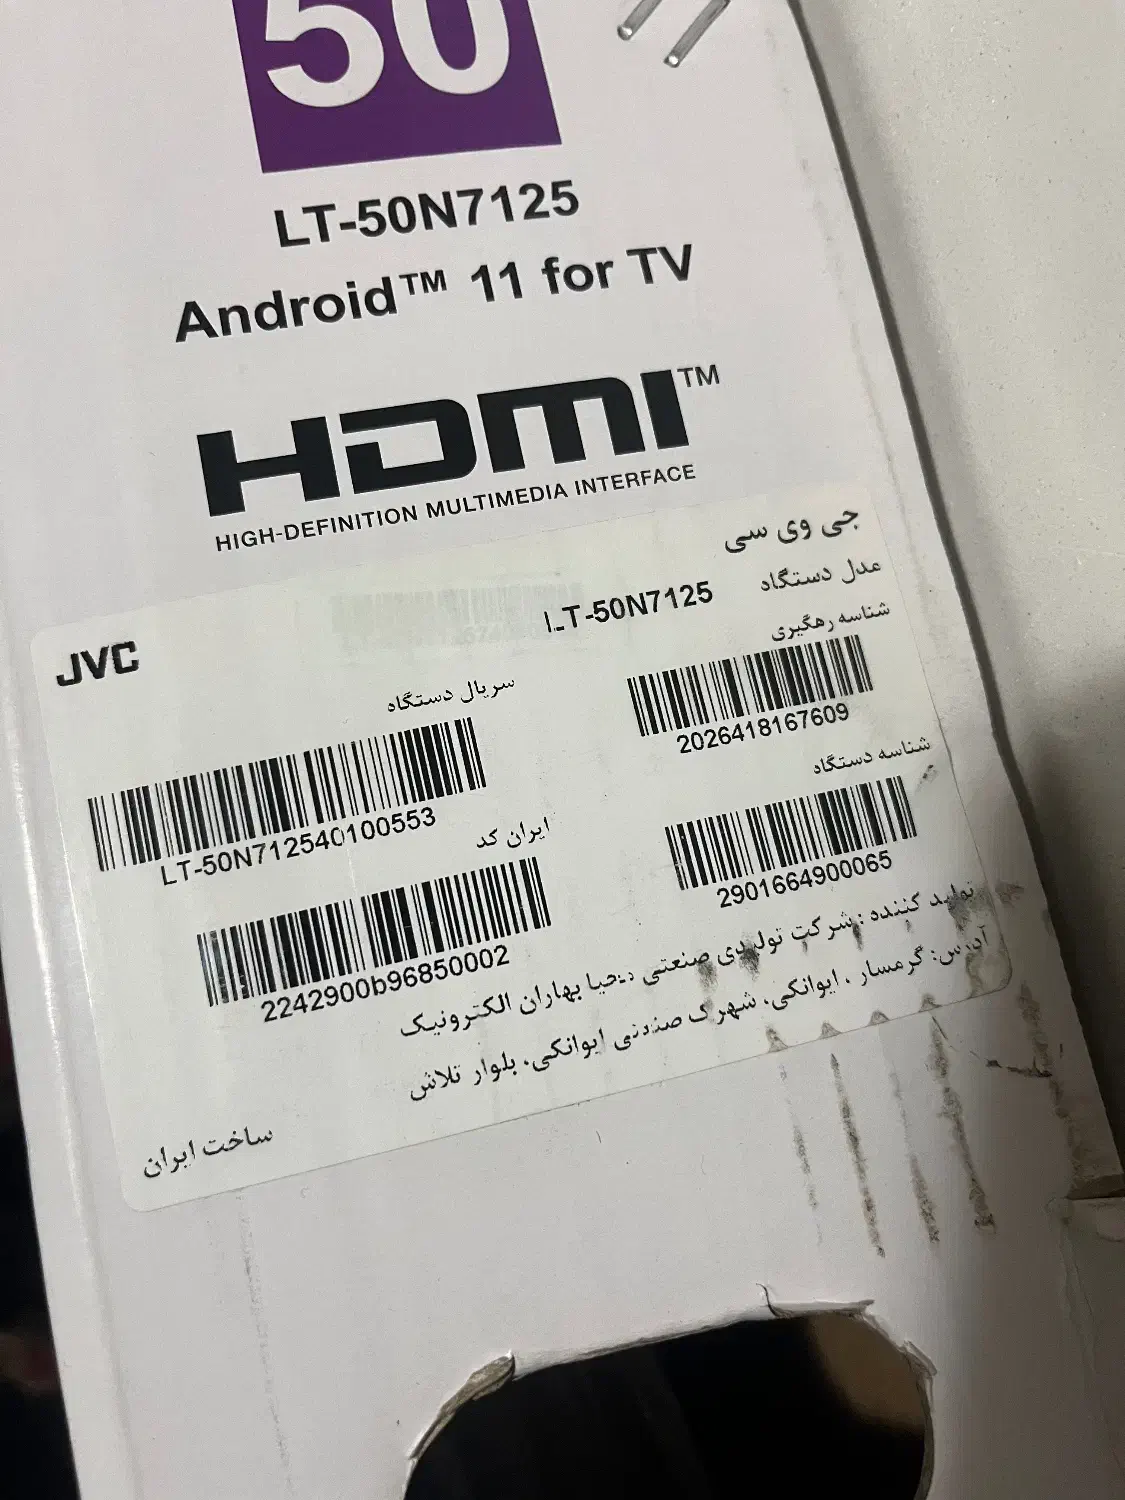 50
LT-50N7125
Android™ 11 for TV
HDMI™
HIGH-DEFINITION MULTIMEDIA INTERFACE
جی وی سی
مدل دستگاه LT-50N7125
JVC
شناسه رهگیری
2026418167609
سریال دستگاه
LT-50N712540100553
شناسه دستگاه
2901664900065
ایران کد
2242900b96850002
تولید کننده : شرکت تولیدی صنعتی بهاران الکترونیک
آدرس: گرمسار ، ایوانکی، شهرک صنعتی ایوانکی، بلوار تلاش
ساخت ایران